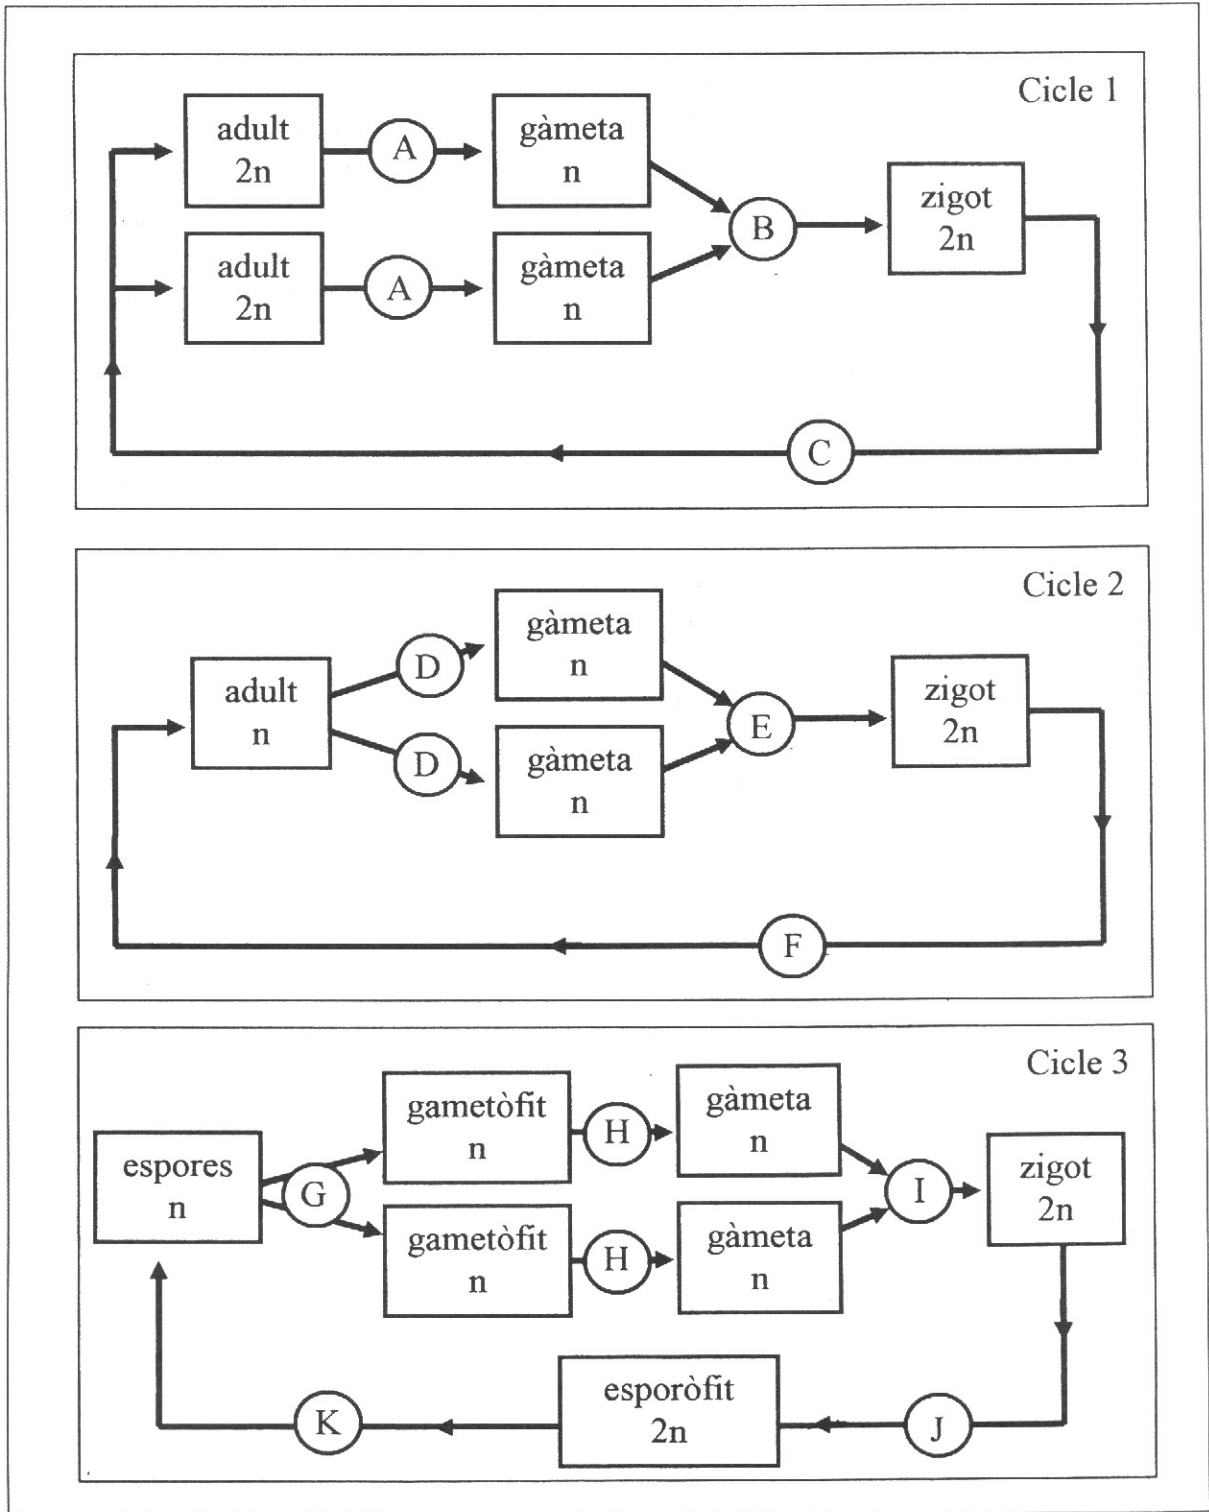 Cicle 1
adult
2n
A
gàmeta
n
adult
2n
A
gàmeta
n
B
zigot
2n
C
Cicle 2
adult
n
D
D
gàmeta
n
gàmeta
n
E
zigot
2n
F
Cicle 3
espores
n
G
gametòfit
n
H
gàmeta
n
gametòfit
n
H
gàmeta
n
I
zigot
2n
J
esporòfit
2n
K